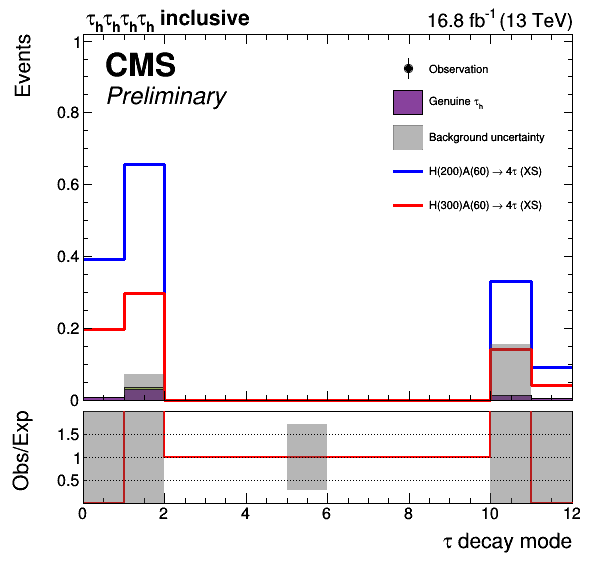 τhτhτhτh inclusive
16.8 fb-1 (13 TeV)
Events
CMS
Preliminary
Observation
Genuine τh
Background uncertainty
H(200)A(60) → 4τ (XS)
H(300)A(60) → 4τ (XS)
1
0.8
0.6
0.4
0.2
0
Obs/Exp
1.5
1
0.5
0 2 4 6 8 10 12
τ decay mode